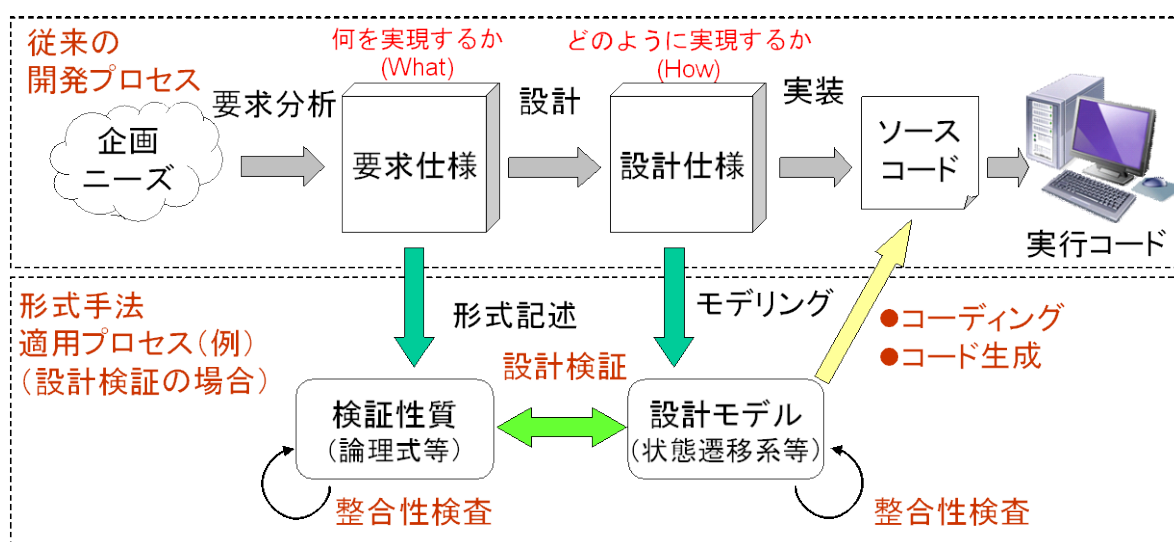 従来の
開発プロセス
何を実現するか
(What)
どのように実現するか
(How)
要求分析
設計
実装
企画
ニーズ
要求仕様
設計仕様
ソース
コード
実行コード
形式手法
適用プロセス(例)
(設計検証の場合)
形式記述
モデリング
●コーディング
●コード生成
設計検証
検証性質
(論理式等)
設計モデル
(状態遷移系等)
整合性検査
整合性検査